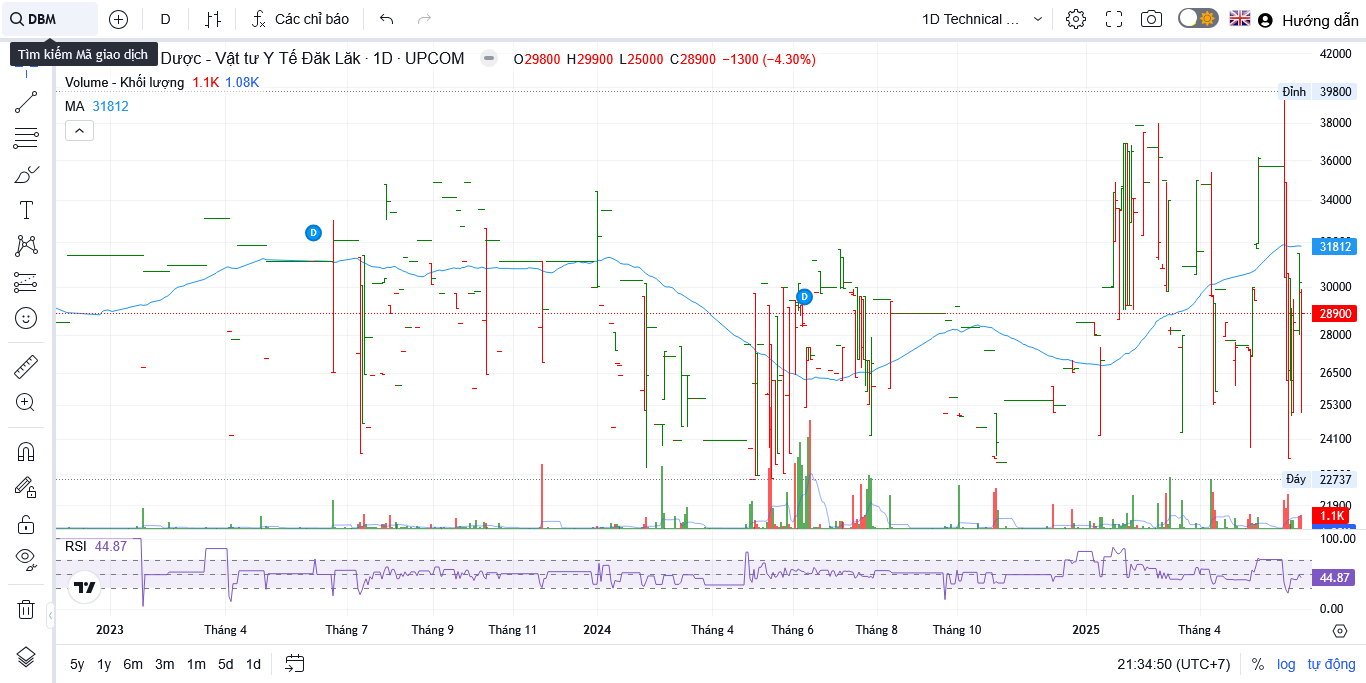 DBM
D
Các chỉ báo
1D Technical ...
Hướng dẫn
Tìm kiếm Mã giao dịch
Dược - Vật tư Y Tế Đăk Lăk · 1D · UPCOM
O29800 H29900 L25000 C28900 −1300 (−4.30%)
Volume - Khối lượng 1.1K 1.08K
MA 31812
42000
Đỉnh 39800
38000
36000
34000
31812
30000
28900
28000
26500
25300
24100
Đáy 22737
21900
1.1K
D
D
RSI 44.87
100.00
44.87
0.00
2023 Tháng 4 Tháng 7 Tháng 9 Tháng 11 2024 Tháng 4 Tháng 6 Tháng 8 Tháng 10 2025 Tháng 4
5y 1y 6m 3m 1m 5d 1d
21:34:50 (UTC+7) % log tự động